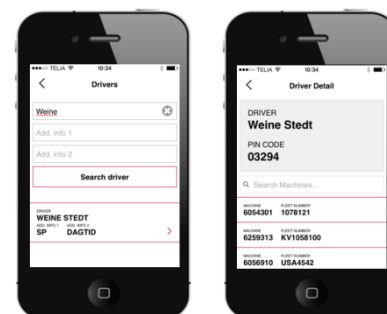 TELIA 10:34
Drivers
Weine
Add. info 1
Add. info 2
Search driver
DRIVER
WEINE STEDT
ADD. INFO 1 ADD. INFO 2
SP DAGTID
TELIA 10:34
Driver Detail
DRIVER
Weine Stedt
PIN CODE
03294
Search Machines...
MACHINE FLEET NUMBER
6054301 1078121
MACHINE FLEET NUMBER
6259313 KV1058100
MACHINE FLEET NUMBER
6056910 USA4542